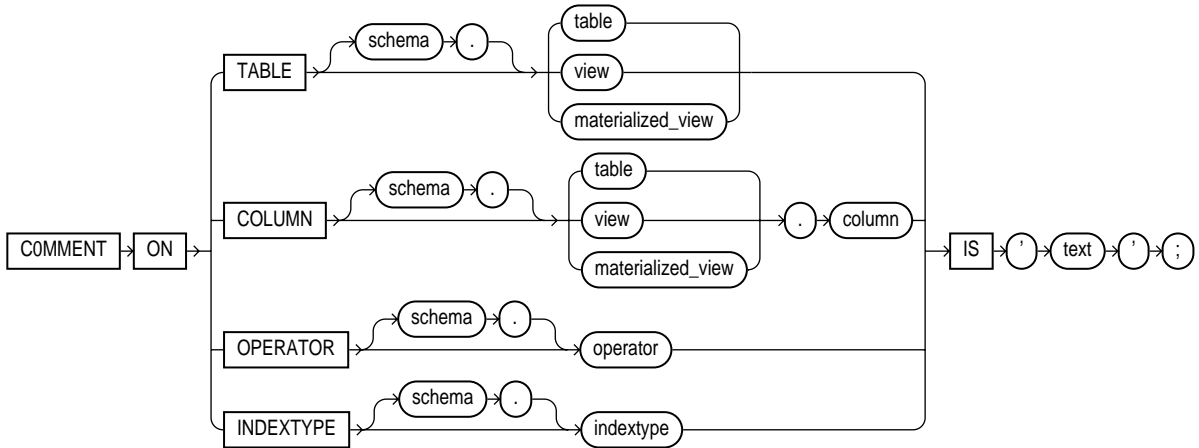 table
schema .
TABLE view
materialized_view
table
schema .
COLUMN view . column
C0MMENT ON IS ’ text ’ ;
materialized_view
schema .
OPERATOR operator
schema .
INDEXTYPE indextype